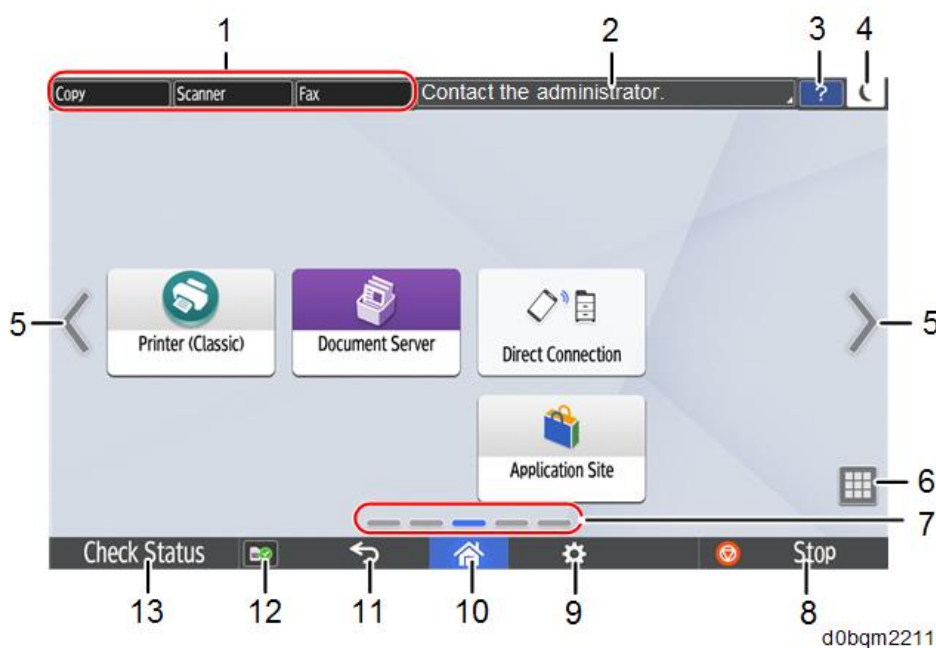 1 2 3 4
Copy Scanner Fax Contact the administrator. ?
5 5
Printer (Classic) Document Server Direct Connection
Application Site
6
7
Check Status Stop
13 12 11 10 9 8
d0bqm2211